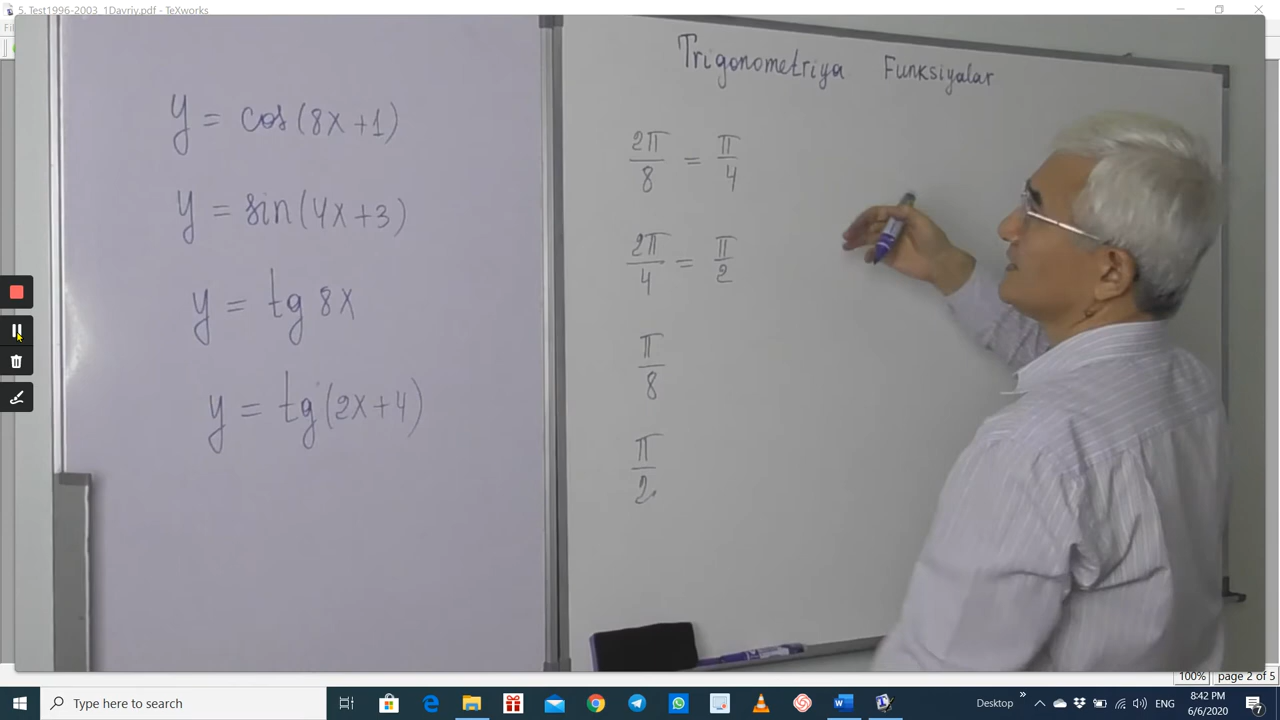 5. Test1996-2003_1Davriy.pdf - TeXworks
Trigonometriya Funksiyalar
y = cos(8x+1)
y = sin(4x+3)
y = tg 8x
y = tg(2x+4)
2π/8 = π/4
2π/4 = π/2
π/8
π/2
100% page 2 of 5
Type here to search
Desktop
ENG
8:42 PM
6/6/2020